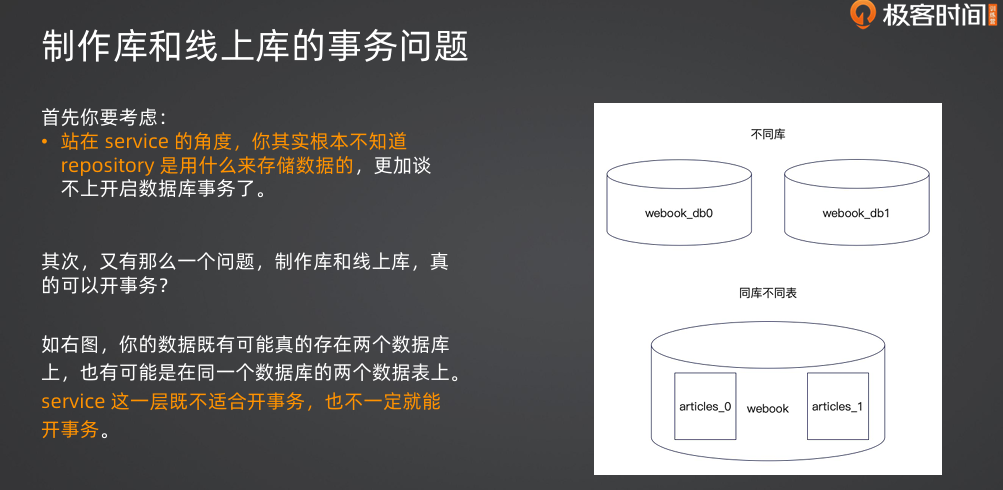 极客时间 训练营
制作库和线上库的事务问题
首先你要考虑：
• 站在 service 的角度，你其实根本不知道
repository 是用什么来存储数据的，更加谈
不上开启数据库事务了。
其次，又有那么一个问题，制作库和线上库，真
的可以开事务？
如右图，你的数据既有可能真的存在两个数据库
上，也有可能是在同一个数据库的两个数据表上。
service 这一层既不适合开事务，也不一定就能
开事务。
不同库
webook_db0
webook_db1
同库不同表
articles_0
webook
articles_1